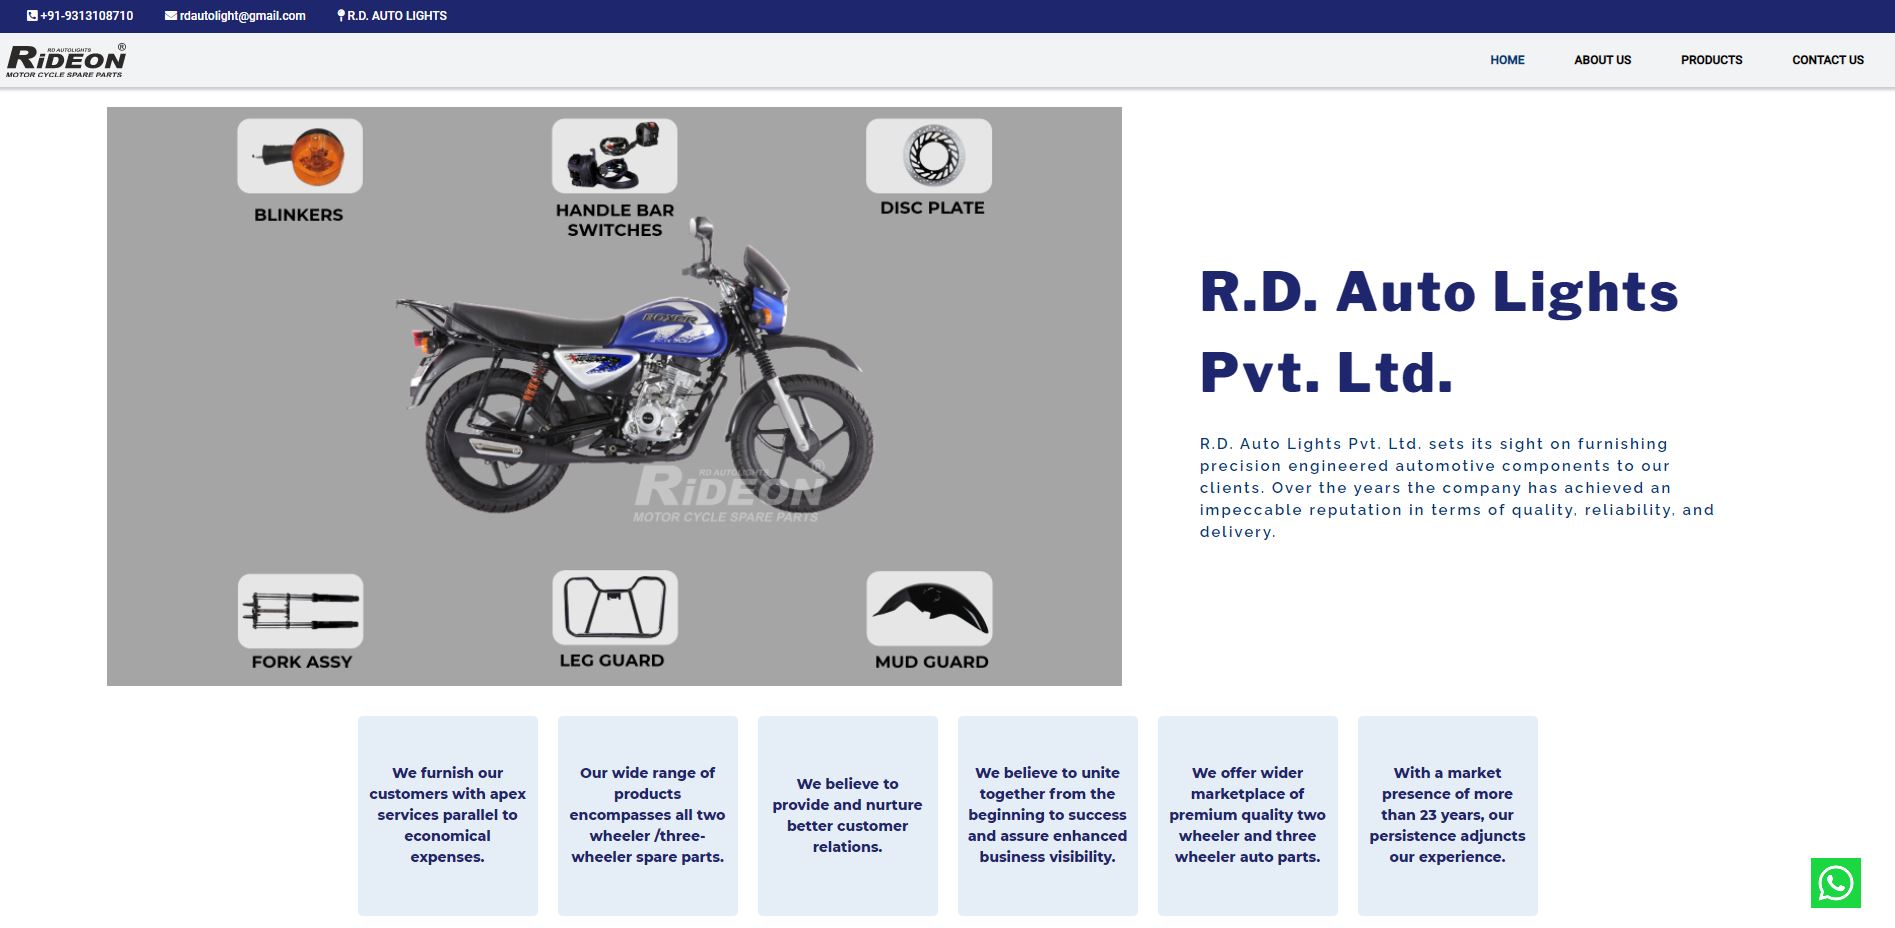 +91-9313108710
rdautolight@gmail.com
R.D. AUTO LIGHTS
RD AUTOLIGHTS
RiDEON®
MOTOR CYCLE SPARE PARTS
HOME
ABOUT US
PRODUCTS
CONTACT US
BLINKERS
HANDLE BAR
SWITCHES
DISC PLATE
BOXER
RD AUTOLIGHTS
RiDEON®
MOTOR CYCLE SPARE PARTS
FORK ASSY
LEG GUARD
MUD GUARD
R.D. Auto Lights
Pvt. Ltd.
R.D. Auto Lights Pvt. Ltd. sets its sight on furnishing
precision engineered automotive components to our
clients. Over the years the company has achieved an
impeccable reputation in terms of quality, reliability, and
delivery.
We furnish our
customers with apex
services parallel to
economical
expenses.
Our wide range of
products
encompasses all two
wheeler /three-
wheeler spare parts.
We believe to
provide and nurture
better customer
relations.
We believe to unite
together from the
beginning to success
and assure enhanced
business visibility.
We offer wider
marketplace of
premium quality two
wheeler and three
wheeler auto parts.
With a market
presence of more
than 23 years, our
persistence adjuncts
our experience.